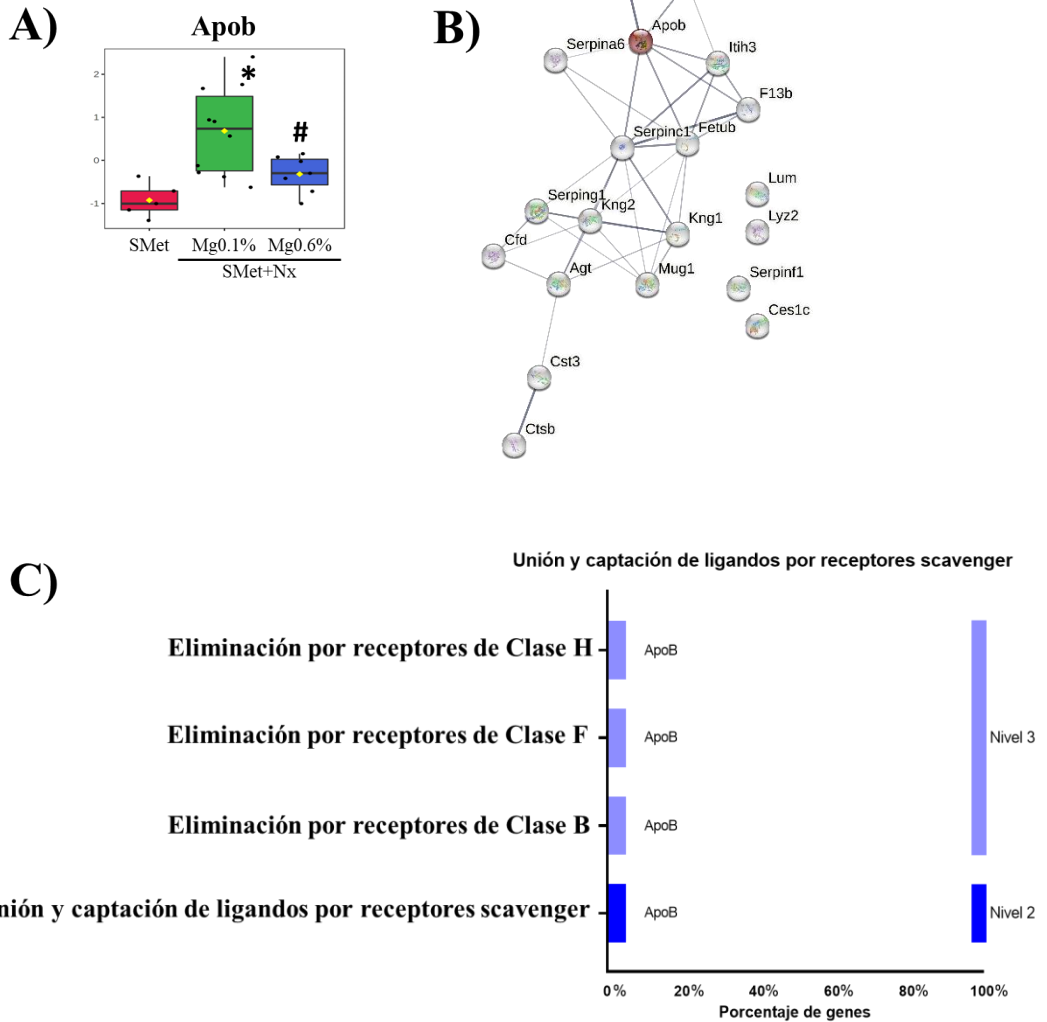 A)
Apob
2
1
0
-1
*
#
SMet
Mg0.1%
Mg0.6%
SMet+Nx
B)
Apob
Serpina6
Itih3
F13b
Serpinc1
Fetub
Lum
Serping1
Kng2
Lyz2
Kng1
Cfd
Agt
Mug1
Serpinf1
Ces1c
Cst3
Ctsb
C)
Unión y captación de ligandos por receptores scavenger
Eliminación por receptores de Clase H
ApoB
Eliminación por receptores de Clase F
ApoB
Nivel 3
Eliminación por receptores de Clase B
ApoB
nión y captación de ligandos por receptores scavenger
ApoB
Nivel 2
0%
20%
40%
60%
80%
100%
Porcentaje de genes